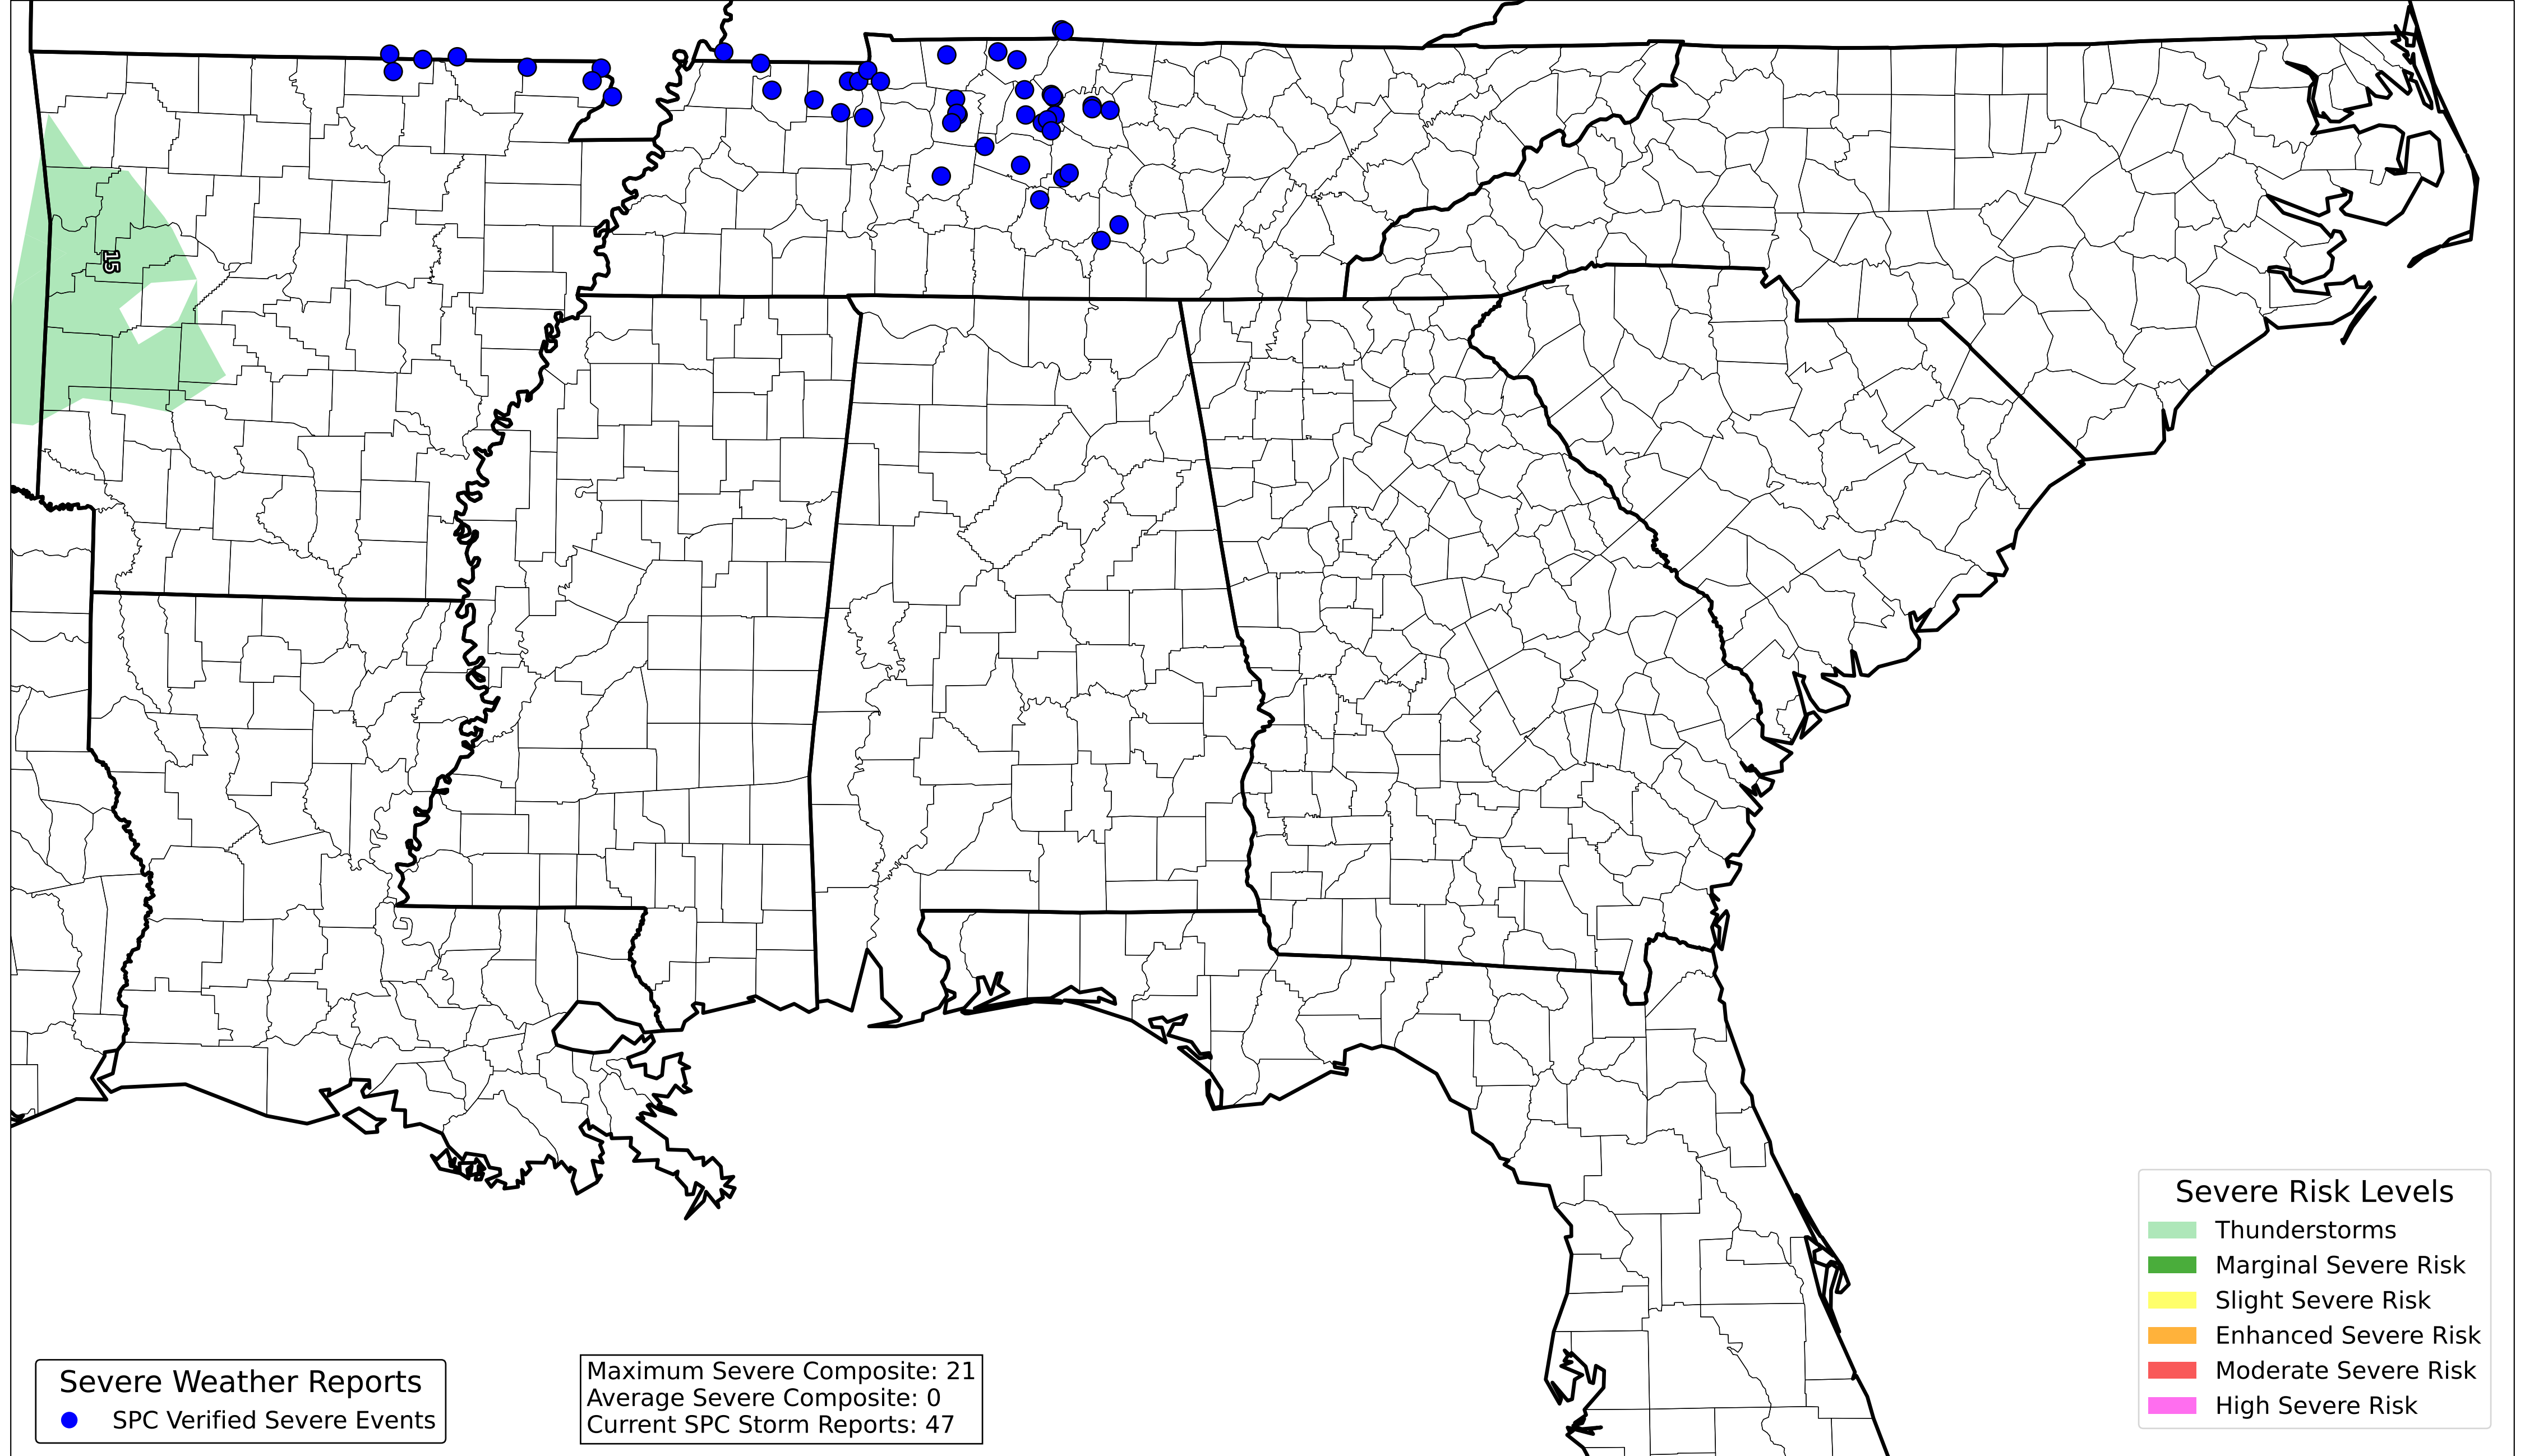 15
Severe Weather Reports
SPC Verified Severe Events
Maximum Severe Composite: 21
Average Severe Composite: 0
Current SPC Storm Reports: 47
Severe Risk Levels
Thunderstorms
Marginal Severe Risk
Slight Severe Risk
Enhanced Severe Risk
Moderate Severe Risk
High Severe Risk